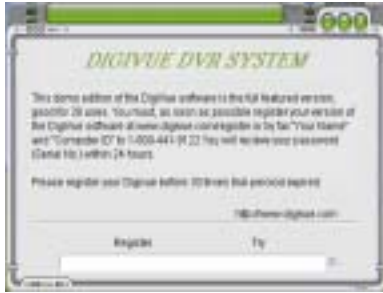 DIGIVUE DVR SYSTEM
This demo edition of the DigiVue software is the full featured version,
good for 20 uses. You must, as soon as possible register your version of
the DigiVue software at www.digivue.com/register or by fax "Your Name"
and "Computer ID" to 1-800-441-9122 You will receive your password
(Serial No.) within 24 hours.
Please register your Digivue before times trial period expired
http://www.digivue.com
Register
Try